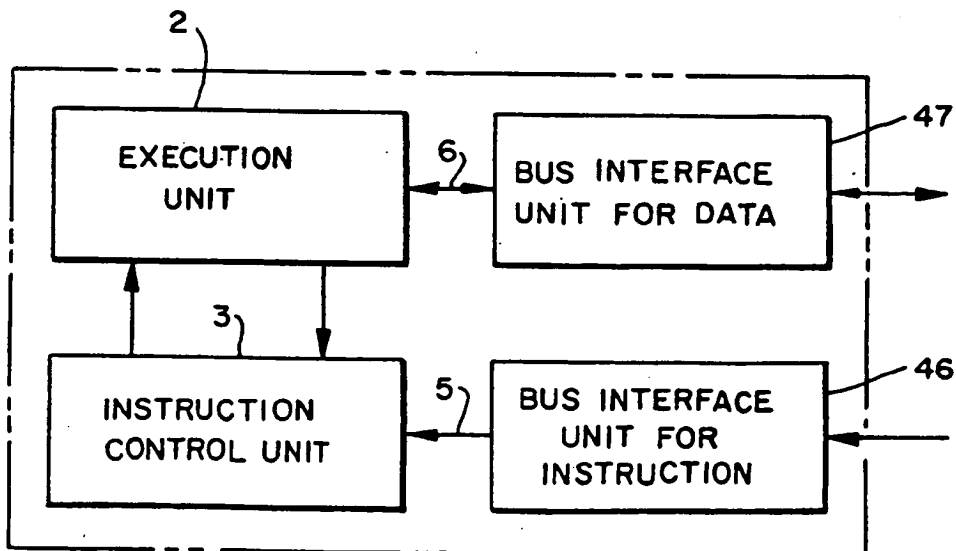 2
EXECUTION
UNIT
6
BUS INTERFACE
UNIT FOR DATA
47
3
INSTRUCTION
CONTROL UNIT
5
BUS INTERFACE
UNIT FOR
INSTRUCTION
46